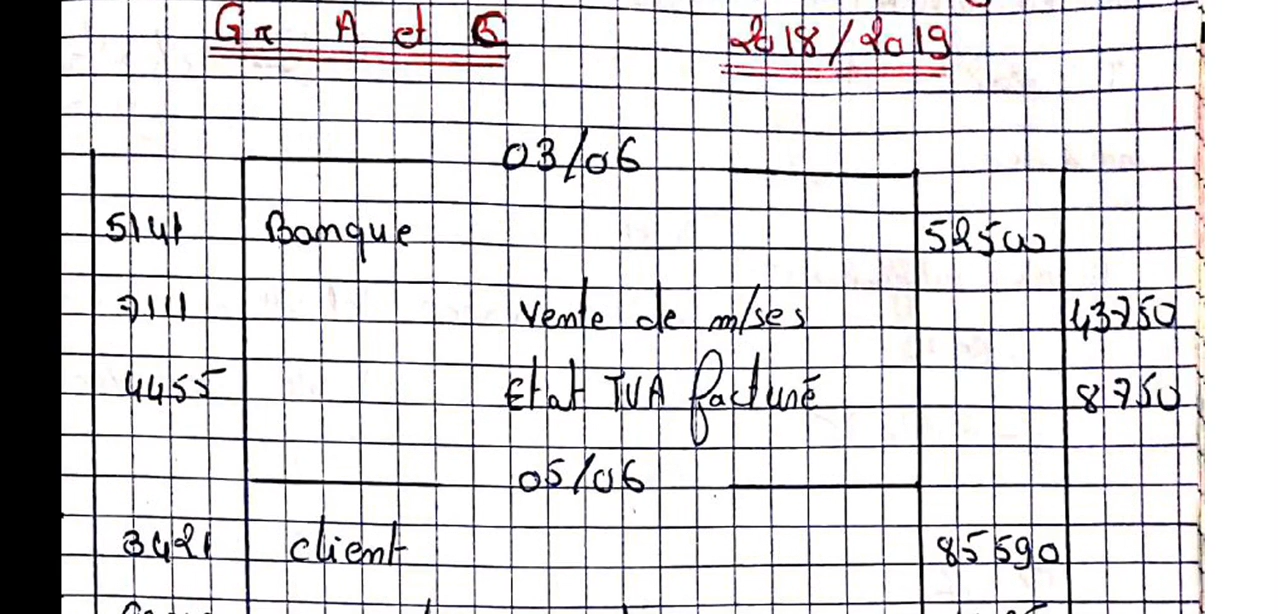 Gr A et C 2018/2019
03/06
5141 Banque 52500
7111 Vente de m/ses 43750
4455 Etat TVA facturé 8750
05/06
3421 client 85590